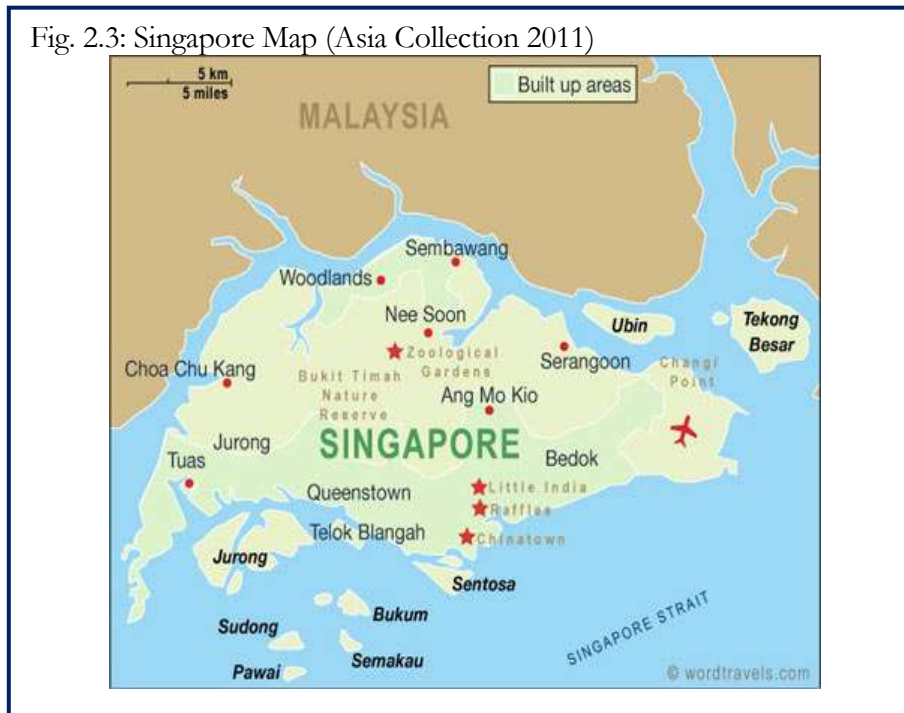 Fig. 2.3: Singapore Map (Asia Collection 2011)
5 km
5 miles
Built up areas
MALAYSIA
Sembawang
Woodlands
Nee Soon
Ubin
Tekong
Besar
Zoological
Gardens
Serangoon
Changi
Point
Choa Chu Kang
Bukit Timah
Nature
Reserve
Ang Mo Kio
Jurong
SINGAPORE
Bedok
Tuas
Queenstown
Little India
Raffles
Telok Blangah
Chinatown
Jurong
Sentosa
Bukum
Sudong
Semakau
Pawai
SINGAPORE STRAIT
© wordtravels.com